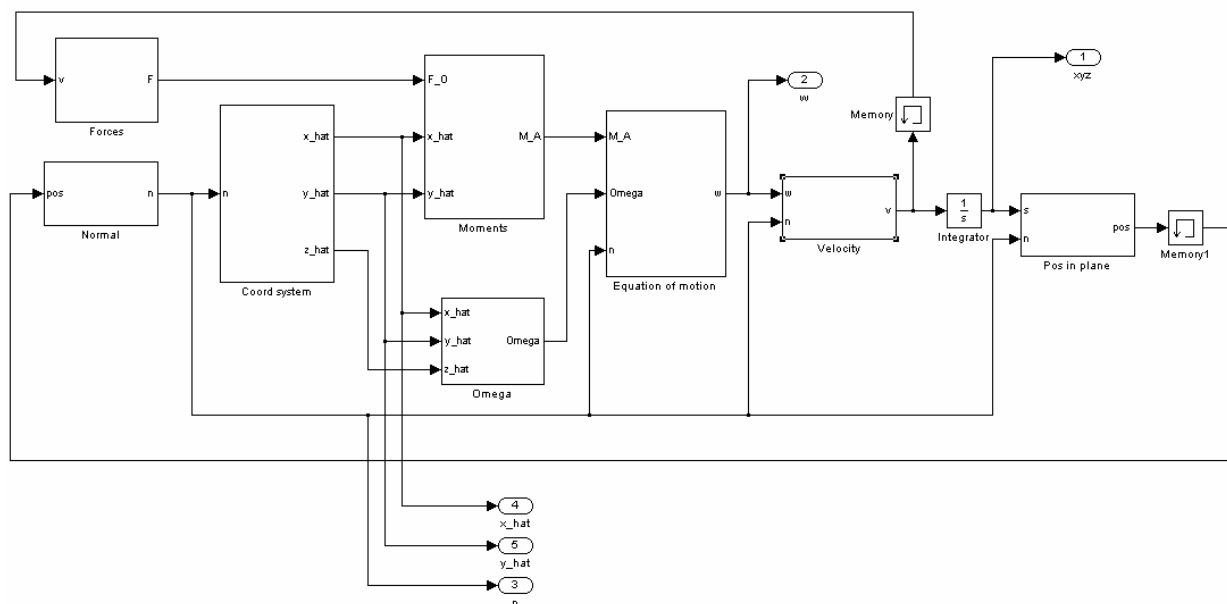 v
F
Forces
F_O
x_hat
y_hat
M_A
Moments
n
x_hat
y_hat
z_hat
Coord system
pos
n
Normal
x_hat
y_hat
z_hat
Omega
Omega
M_A
Omega
n
w
Equation of motion
2
w
w
n
v
Velocity
Memory
1
s
Integrator
1
xyz
s
n
pos
Pos in plane
Memory1
4
x_hat
5
y_hat
3